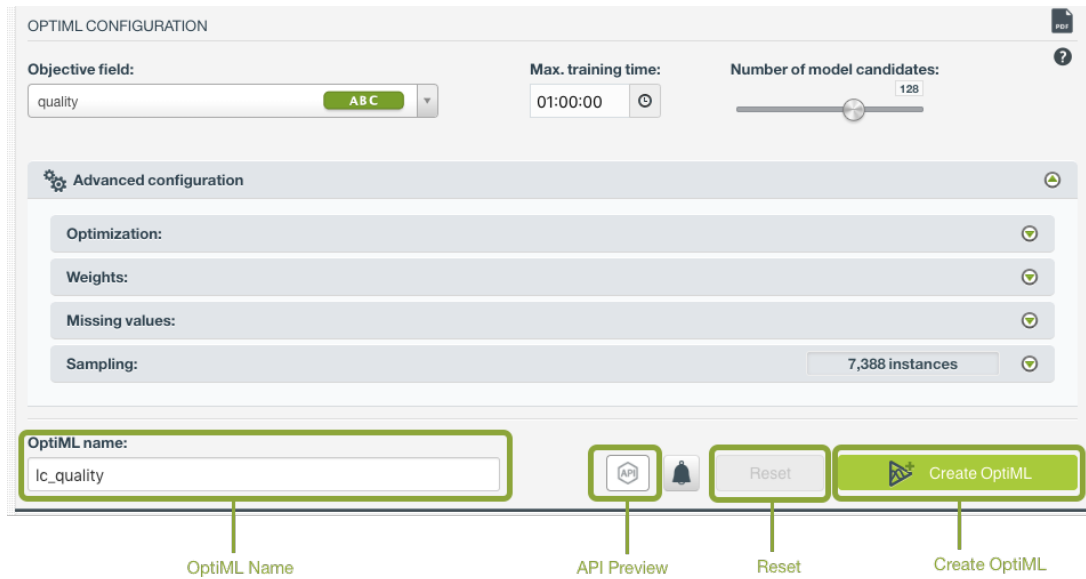 OPTIML CONFIGURATION
PDF
?
Objective field:
Max. training time:
Number of model candidates:
quality
ABC
01:00:00
128
Advanced configuration
Optimization:
Weights:
Missing values:
Sampling:
7,388 instances
OptiML name:
lc_quality
API
Reset
Create OptiML
OptiML Name
API Preview
Reset
Create OptiML